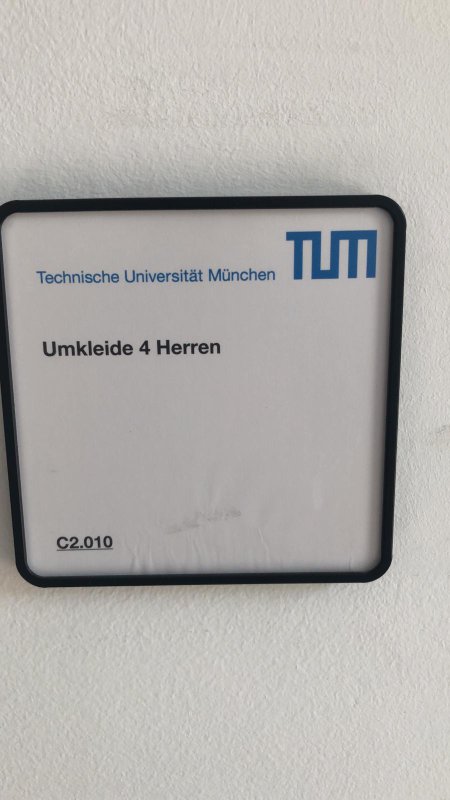 Technische Universität München TUM
Umkleide 4 Herren
C2.010